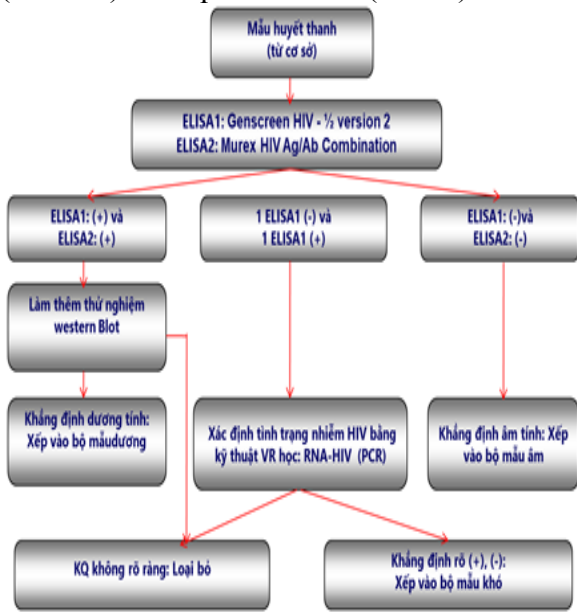 Mẫu huyết thanh
(từ cơ sở)
ELISA1: Genscreen HIV - ½ version 2
ELISA2: Murex HIV Ag/Ab Combination
ELISA1: (+) và
ELISA2: (+)
1 ELISA1 (-) và
1 ELISA1 (+)
ELISA1: (-)và
ELISA2: (-)
Làm thêm thử nghiệm
western Blot
Khẳng định dương tính:
Xếp vào bộ mẫudương
Xác định tình trạng nhiễm HIV bằng
kỹ thuật VR học: RNA-HIV (PCR)
Khẳng định âm tính: Xếp
vào bộ mẫu âm
KQ không rõ ràng: Loại bỏ
Khẳng định rõ (+), (-):
Xếp vào bộ mẫu khó